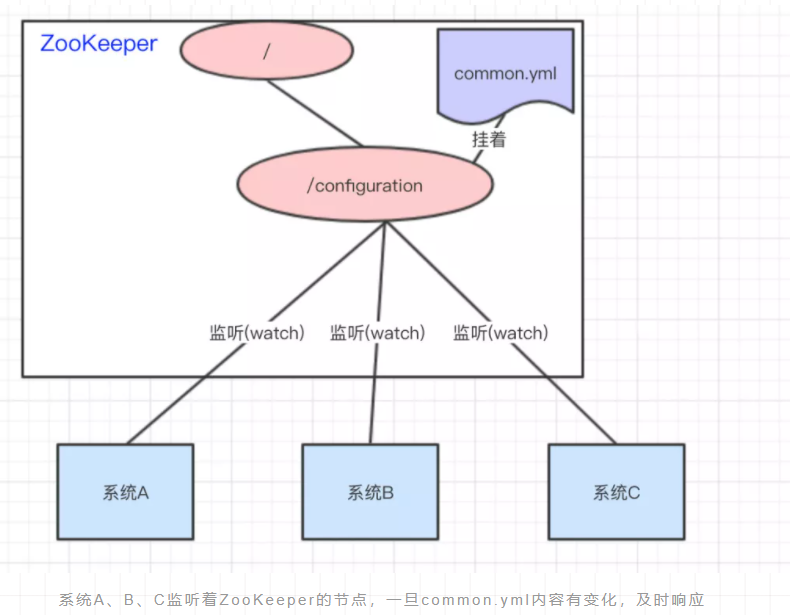 ZooKeeper
/
common.yml
挂着
/configuration
监听(watch)
监听(watch)
监听(watch)
系统A
系统B
系统C
系统A、B、C监听着ZooKeeper的节点，一旦common.yml内容有变化，及时响应